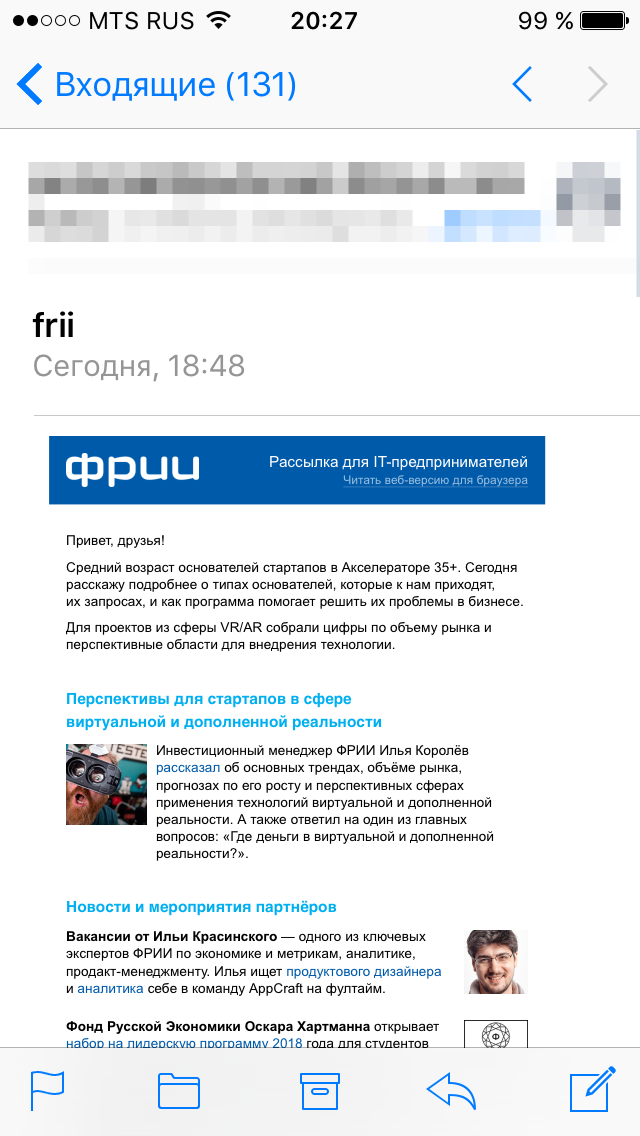 MTS RUS 20:27 99 %
Входящие (131)
frii
Сегодня, 18:48
фрии Рассылка для IT-предпринимателей
Читать веб-версию для браузера
Привет, друзья!
Средний возраст основателей стартапов в Акселераторе 35+. Сегодня
расскажу подробнее о типах основателей, которые к нам приходят,
их запросах, и как программа помогает решить их проблемы в бизнесе.
Для проектов из сферы VR/AR собрали цифры по объему рынка и
перспективные области для внедрения технологии.
Перспективы для стартапов в сфере
виртуальной и дополненной реальности
Инвестиционный менеджер ФРИИ Илья Королёв
рассказал об основных трендах, объёме рынка,
прогнозах по его росту и перспективных сферах
применения технологий виртуальной и дополненной
реальности. А также ответил на один из главных
вопросов: «Где деньги в виртуальной и дополненной
реальности?».
Новости и мероприятия партнёров
Вакансии от Ильи Красинского — одного из ключевых
экспертов ФРИИ по экономике и метрикам, аналитике,
продакт-менеджменту. Илья ищет продуктового дизайнера
и аналитика себе в команду AppCraft на фултайм.
Фонд Русской Экономики Оскара Хартманна открывает
набор на лидерскую программу 2018 года для студентов